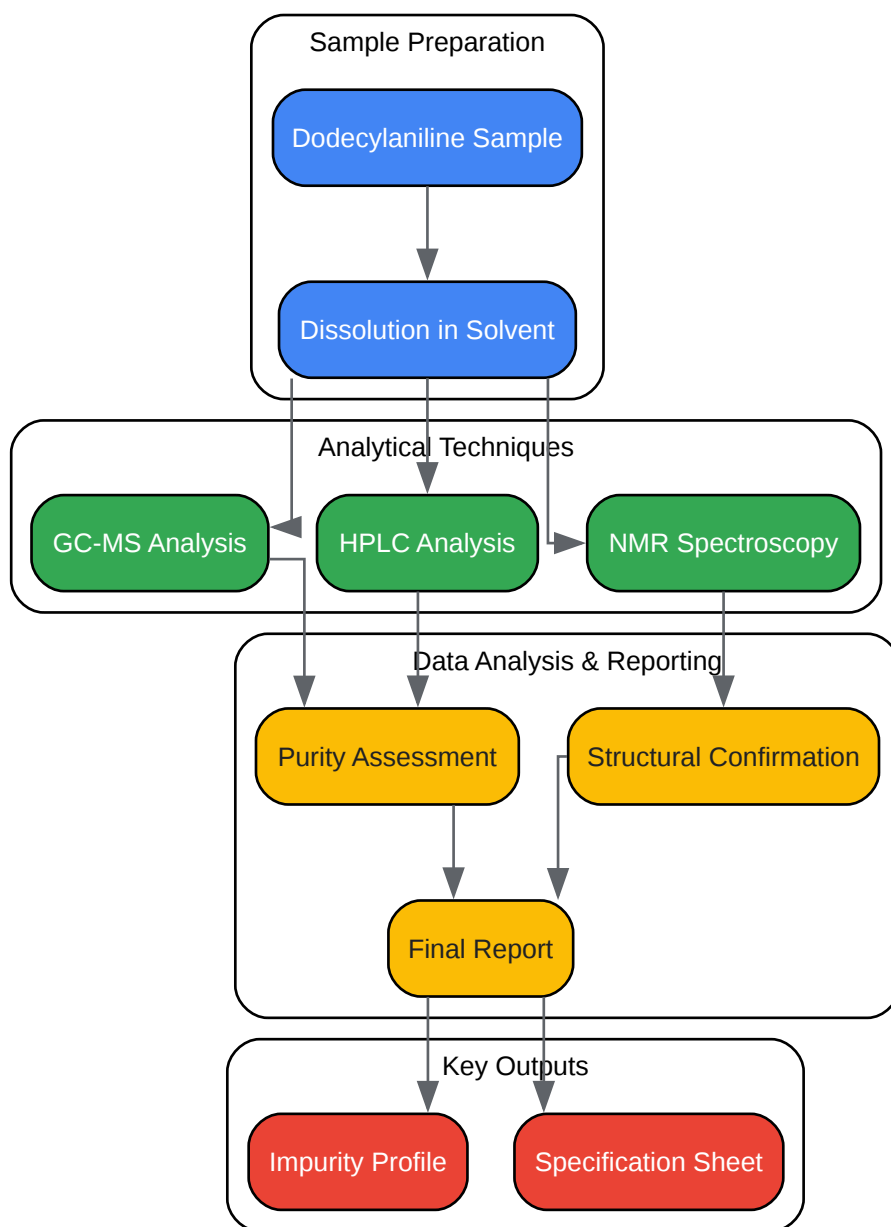 Sample Preparation
Dodecylaniline Sample
Dissolution in Solvent
Analytical Techniques
GC-MS Analysis
HPLC Analysis
NMR Spectroscopy
Data Analysis & Reporting
Purity Assessment
Structural Confirmation
Final Report
Key Outputs
Impurity Profile
Specification Sheet